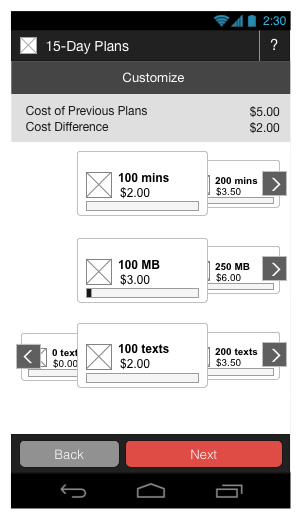 2:30
15-Day Plans
?
Customize
Cost of Previous Plans $5.00
Cost Difference $2.00
100 mins
$2.00
200 mins
$3.50
100 MB
$3.00
250 MB
$6.00
0 text
$0.00
100 texts
$2.00
200 texts
$3.50
Back
Next